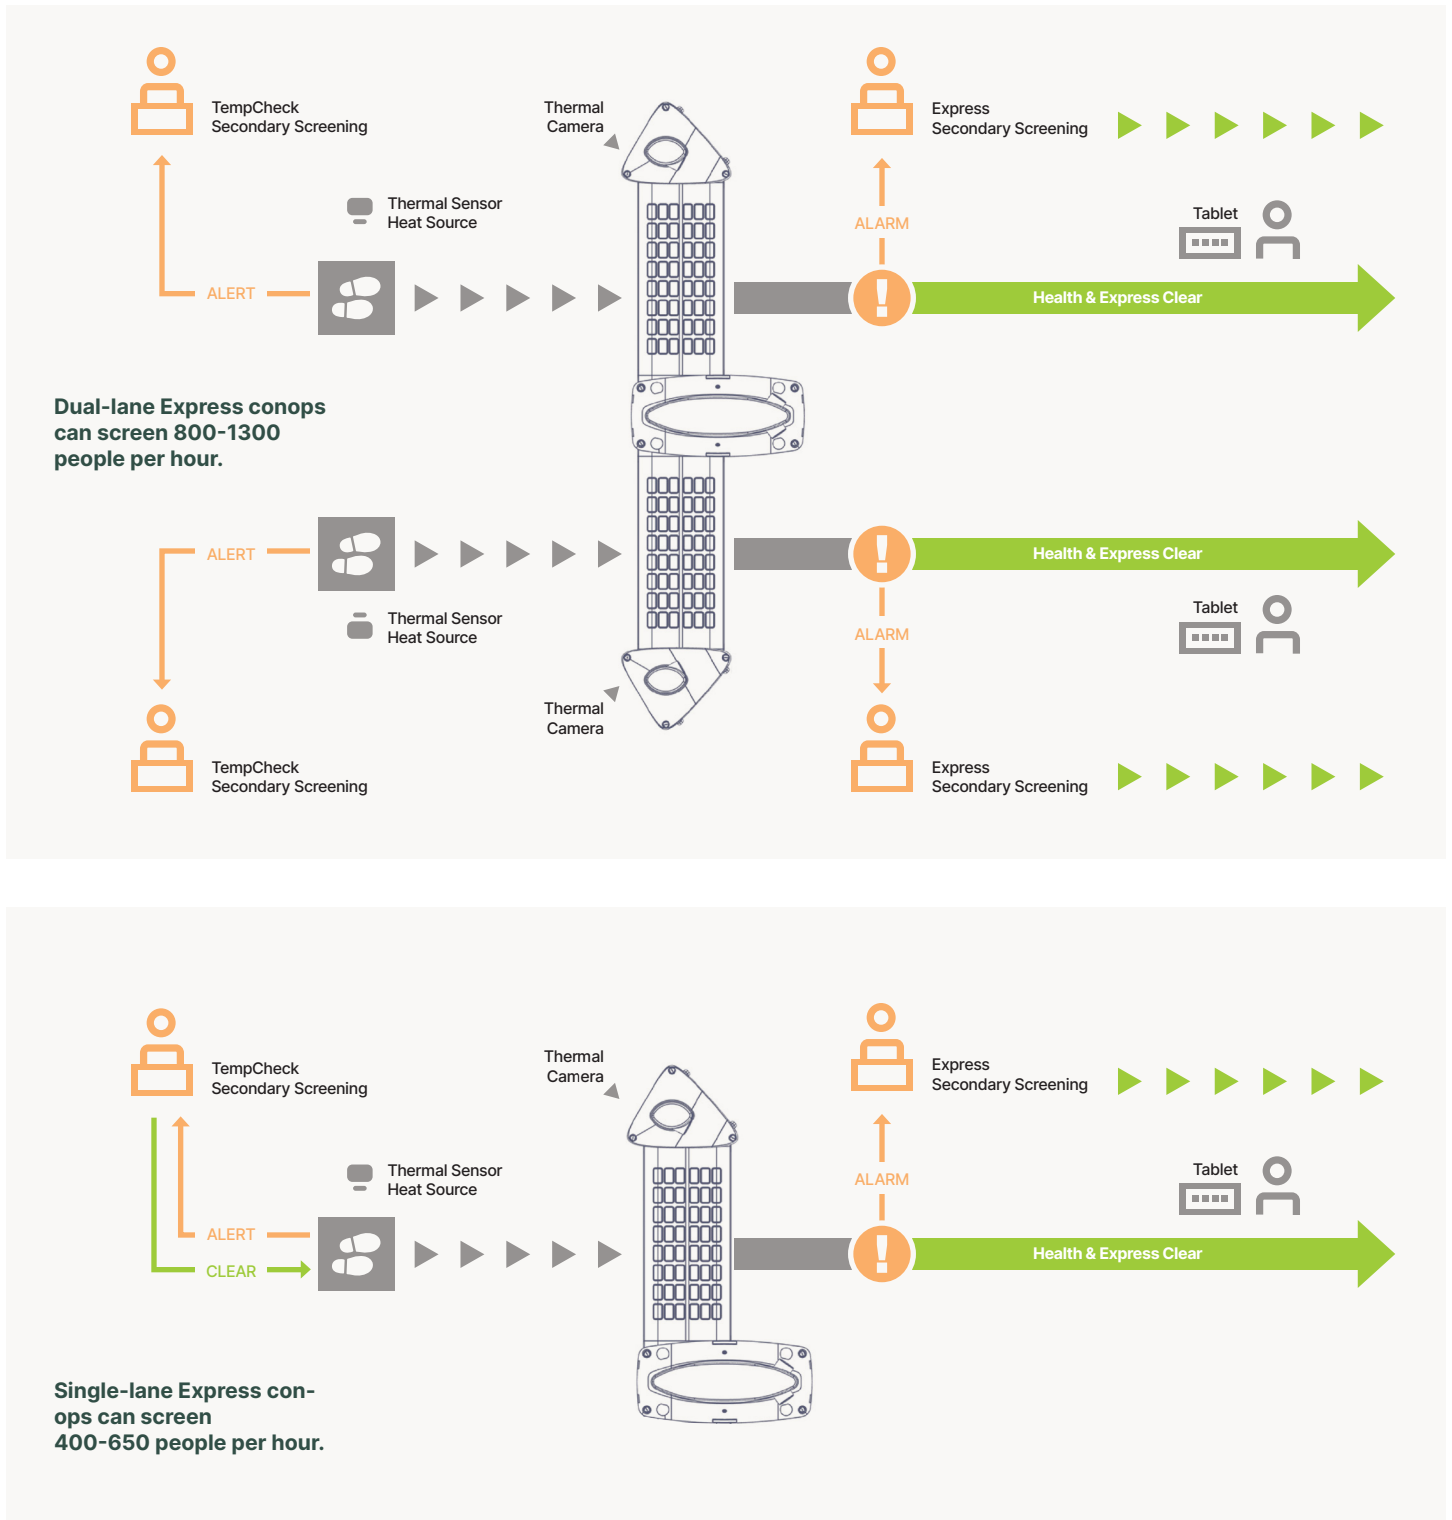 TempCheck
Secondary Screening
Thermal
Camera
Express
Secondary Screening
Thermal Sensor
Heat Source
ALARM
Tablet
ALERT
Health & Express Clear
Dual-lane Express conops
can screen 800-1300
people per hour.
ALERT
Health & Express Clear
Thermal Sensor
Heat Source
ALARM
Tablet
Thermal
Camera
TempCheck
Secondary Screening
Express
Secondary Screening
TempCheck
Secondary Screening
Thermal
Camera
Express
Secondary Screening
Thermal Sensor
Heat Source
ALARM
Tablet
ALERT
CLEAR
Health & Express Clear
Single-lane Express con-
ops can screen
400-650 people per hour.